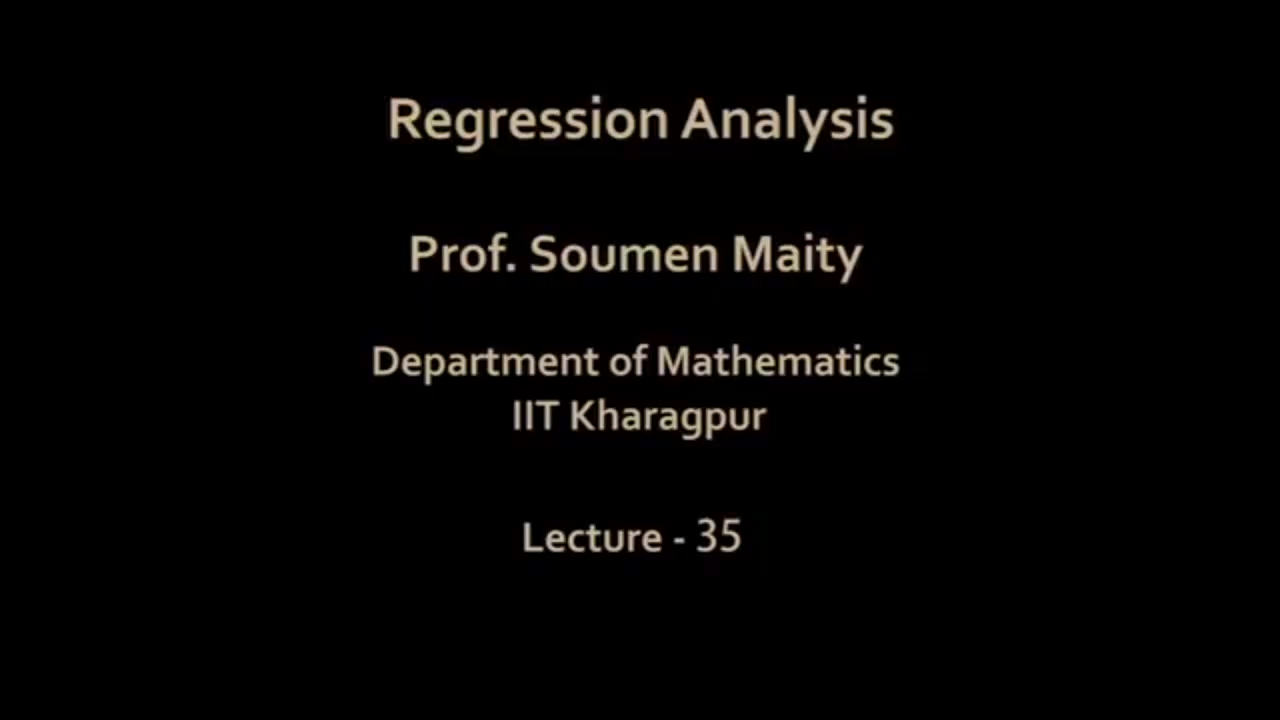 Regression Analysis
Prof. Soumen Maity
Department of Mathematics
IIT Kharagpur
Lecture - 35